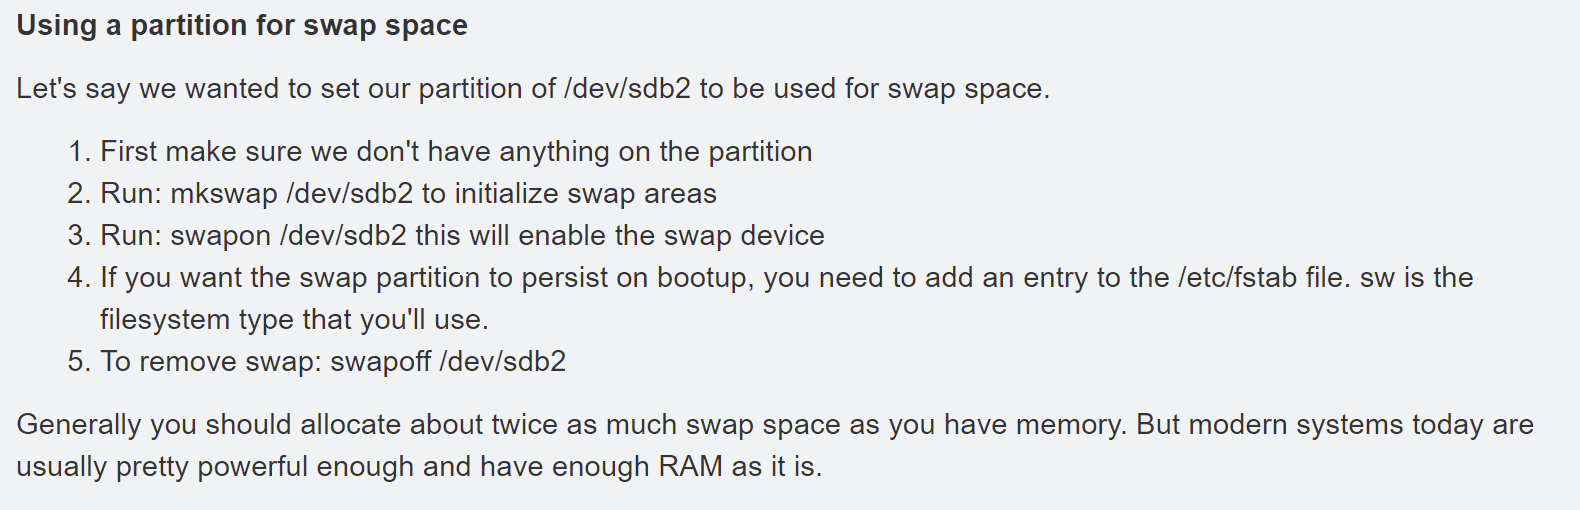 Using a partition for swap space
Let's say we wanted to set our partition of /dev/sdb2 to be used for swap space.
1. First make sure we don't have anything on the partition
2. Run: mkswap /dev/sdb2 to initialize swap areas
3. Run: swapon /dev/sdb2 this will enable the swap device
4. If you want the swap partition to persist on bootup, you need to add an entry to the /etc/fstab file. sw is the
filesystem type that you'll use.
5. To remove swap: swapoff /dev/sdb2
Generally you should allocate about twice as much swap space as you have memory. But modern systems today are
usually pretty powerful enough and have enough RAM as it is.